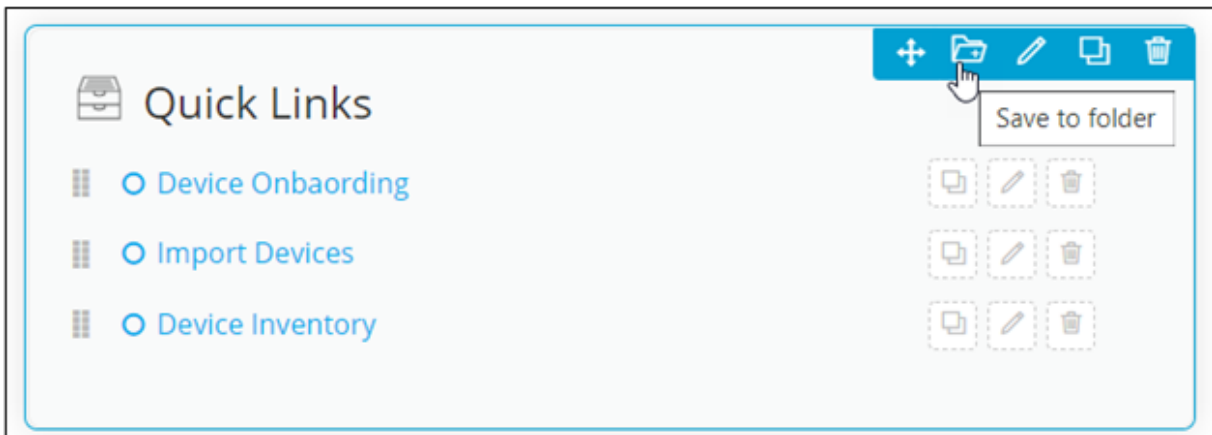 Quick Links
Save to folder
Device Onbaording
Import Devices
Device Inventory